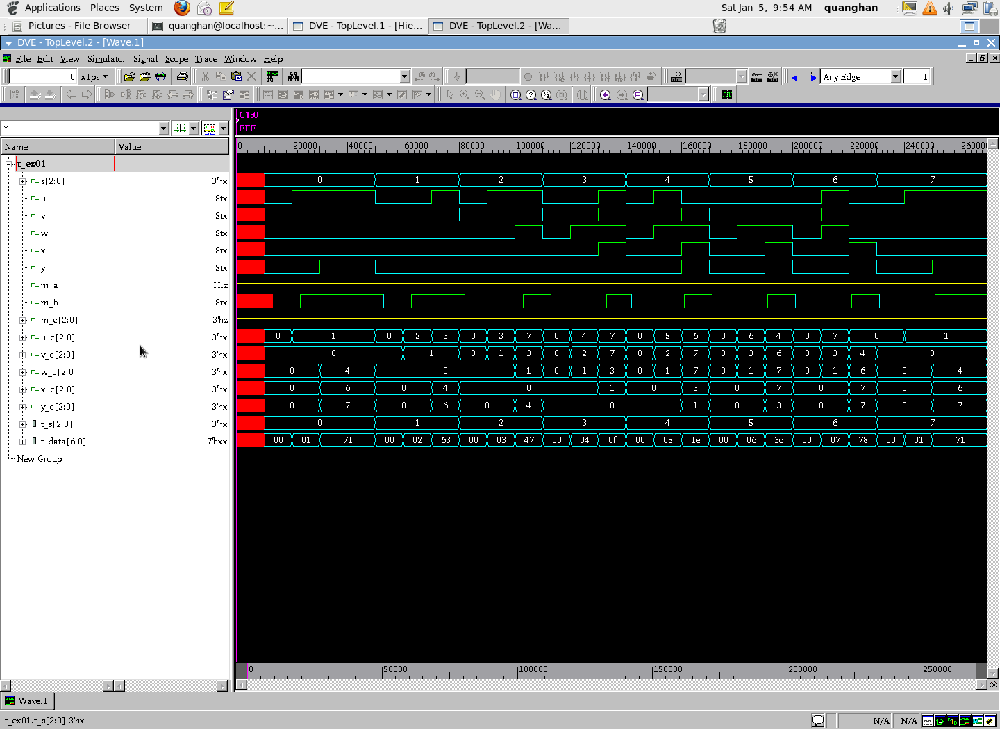 Applications Places System Sat Jan 5, 9:54 AM quanghan
Pictures - File Browser quanghan@localhost:~... DVE - TopLevel.1 - [Hie... DVE - TopLevel.2 - [Wa...
DVE - TopLevel.2 - [Wave.1]
File Edit View Simulator Signal Scope Trace Window Help
0 x1ps Any Edge 1
C1:0
REF
*
Name Value
0 20000 40000 60000 80000 100000 120000 140000 160000 180000 200000 220000 240000 26000
t_ex01
s[2:0] 3'hx 0 1 2 3 4 5 6 7
u Stx
v Stx
w Stx
x Stx
y Stx
m_a Hiz
m_b Stx
m_c[2:0] 3'hz
u_c[2:0] 3'hx 0 1 0 2 3 0 3 7 0 4 7 0 5 6 0 6 4 0 7 0 1
v_c[2:0] 3'hx 0 1 0 1 3 0 2 7 0 2 7 0 3 6 0 3 4 0
w_c[2:0] 3'hx 0 4 0 1 0 1 3 0 1 7 0 1 7 0 1 6 0 4
x_c[2:0] 3'hx 0 6 0 4 0 1 0 3 0 7 0 7 0 6
y_c[2:0] 3'hx 0 7 0 6 0 4 0 1 0 3 0 7 0 7
t_s[2:0] 3'hx 0 1 2 3 4 5 6 7
t_data[6:0] 7'hxx 00 01 71 00 02 63 00 03 47 00 04 0f 00 05 1e 00 06 3c 00 07 78 00 01 71
New Group
0 50000 100000 150000 200000 250000
Wave.1
t_ex01.t_s[2:0] 3'hx N/A N/A